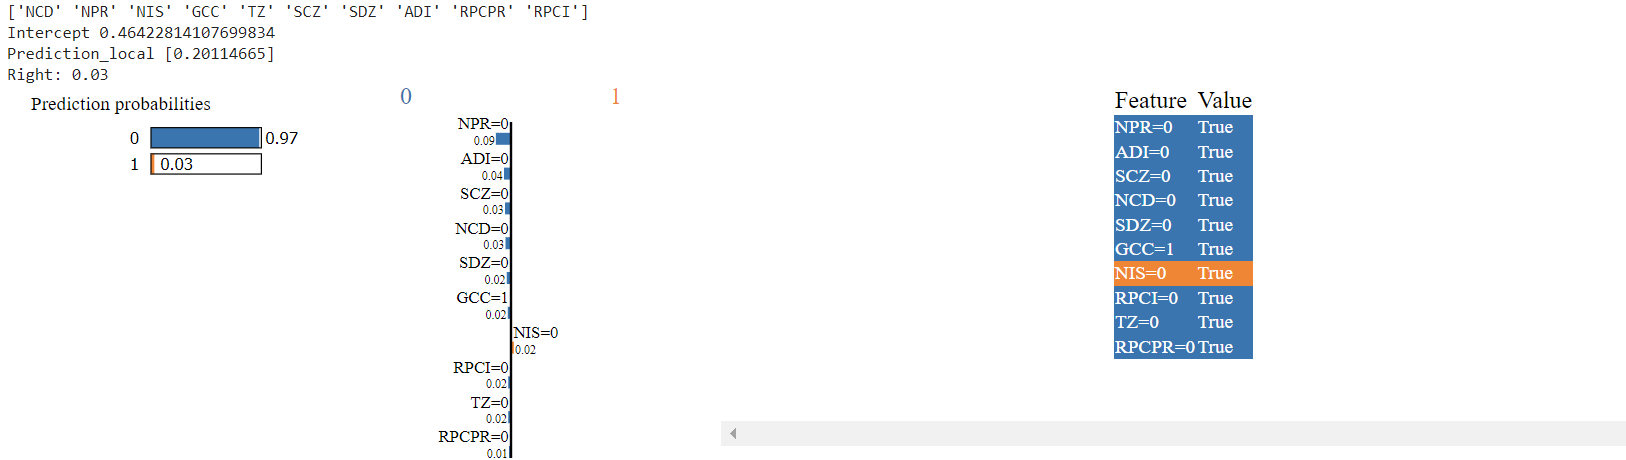 ['NCD' 'NPR' 'NIS' 'GCC' 'TZ' 'SCZ' 'SDZ' 'ADI' 'RPCPR' 'RPCI']
Intercept 0.46422814107699834
Prediction_local [0.20114665]
Right: 0.03
Prediction probabilities
0 0.97
1 0.03
0 1
NPR=0
0.09
ADI=0
0.04
SCZ=0
0.03
NCD=0
0.03
SDZ=0
0.02
GCC=1
0.02
NIS=0
0.02
RPCI=0
0.02
TZ=0
0.02
RPCPR=0
0.01
Feature Value
NPR=0 True
ADI=0 True
SCZ=0 True
NCD=0 True
SDZ=0 True
GCC=1 True
NIS=0 True
RPCI=0 True
TZ=0 True
RPCPR=0 True